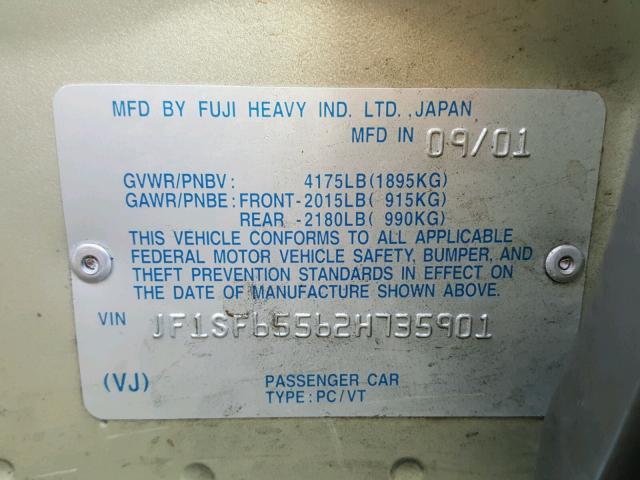 MFD BY FUJI HEAVY IND. LTD., JAPAN
MFD IN 09/01
GVWR/PNBV: 4175LB(1895KG)
GAWR/PNBE: FRONT-2015LB( 915KG)
REAR -2180LB( 990KG)
THIS VEHICLE CONFORMS TO ALL APPLICABLE
FEDERAL MOTOR VEHICLE SAFETY, BUMPER, AND
THEFT PREVENTION STANDARDS IN EFFECT ON
THE DATE OF MANUFACTURE SHOWN ABOVE.
VIN JF1SF65562H735901
(VJ) PASSENGER CAR
TYPE: PC/VT